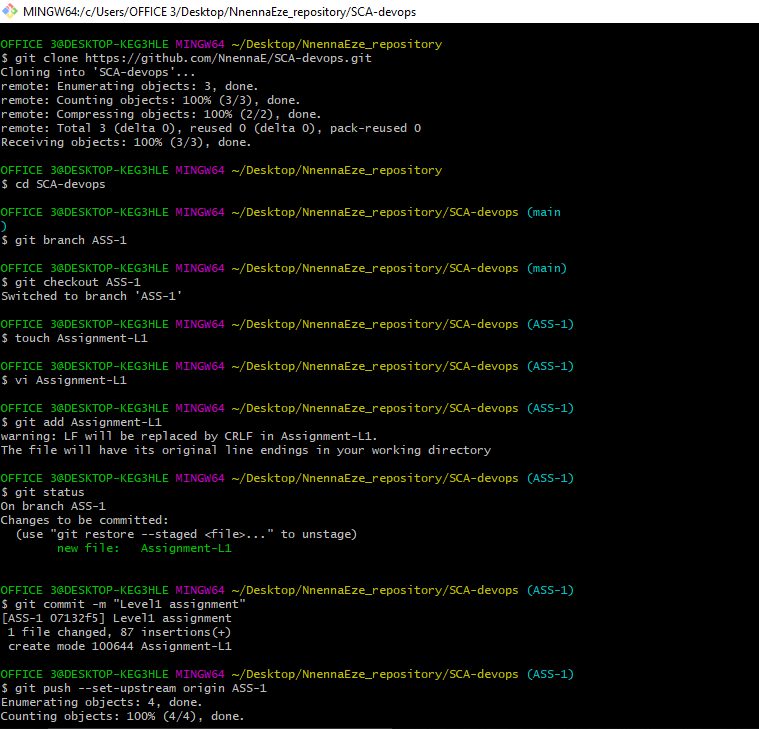 MINGW64:/c/Users/OFFICE 3/Desktop/NnennaEze_repository/SCA-devops
OFFICE 3@DESKTOP-KEG3HLE MINGW64 ~/Desktop/NnennaEze_repository
$ git clone https://github.com/NnennaE/SCA-devops.git
Cloning into 'SCA-devops'...
remote: Enumerating objects: 3, done.
remote: Counting objects: 100% (3/3), done.
remote: Compressing objects: 100% (2/2), done.
remote: Total 3 (delta 0), reused 0 (delta 0), pack-reused 0
Receiving objects: 100% (3/3), done.
OFFICE 3@DESKTOP-KEG3HLE MINGW64 ~/Desktop/NnennaEze_repository
$ cd SCA-devops
OFFICE 3@DESKTOP-KEG3HLE MINGW64 ~/Desktop/NnennaEze_repository/SCA-devops (main
)
$ git branch ASS-1
OFFICE 3@DESKTOP-KEG3HLE MINGW64 ~/Desktop/NnennaEze_repository/SCA-devops (main)
$ git checkout ASS-1
Switched to branch 'ASS-1'
OFFICE 3@DESKTOP-KEG3HLE MINGW64 ~/Desktop/NnennaEze_repository/SCA-devops (ASS-1)
$ touch Assignment-L1
OFFICE 3@DESKTOP-KEG3HLE MINGW64 ~/Desktop/NnennaEze_repository/SCA-devops (ASS-1)
$ vi Assignment-L1
OFFICE 3@DESKTOP-KEG3HLE MINGW64 ~/Desktop/NnennaEze_repository/SCA-devops (ASS-1)
$ git add Assignment-L1
warning: LF will be replaced by CRLF in Assignment-L1.
The file will have its original line endings in your working directory
OFFICE 3@DESKTOP-KEG3HLE MINGW64 ~/Desktop/NnennaEze_repository/SCA-devops (ASS-1)
$ git status
On branch ASS-1
Changes to be committed:
  (use "git restore --staged <file>..." to unstage)
        new file:   Assignment-L1
OFFICE 3@DESKTOP-KEG3HLE MINGW64 ~/Desktop/NnennaEze_repository/SCA-devops (ASS-1)
$ git commit -m "Level1 assignment"
[ASS-1 07132f5] Level1 assignment
 1 file changed, 87 insertions(+)
 create mode 100644 Assignment-L1
OFFICE 3@DESKTOP-KEG3HLE MINGW64 ~/Desktop/NnennaEze_repository/SCA-devops (ASS-1)
$ git push --set-upstream origin ASS-1
Enumerating objects: 4, done.
Counting objects: 100% (4/4), done.